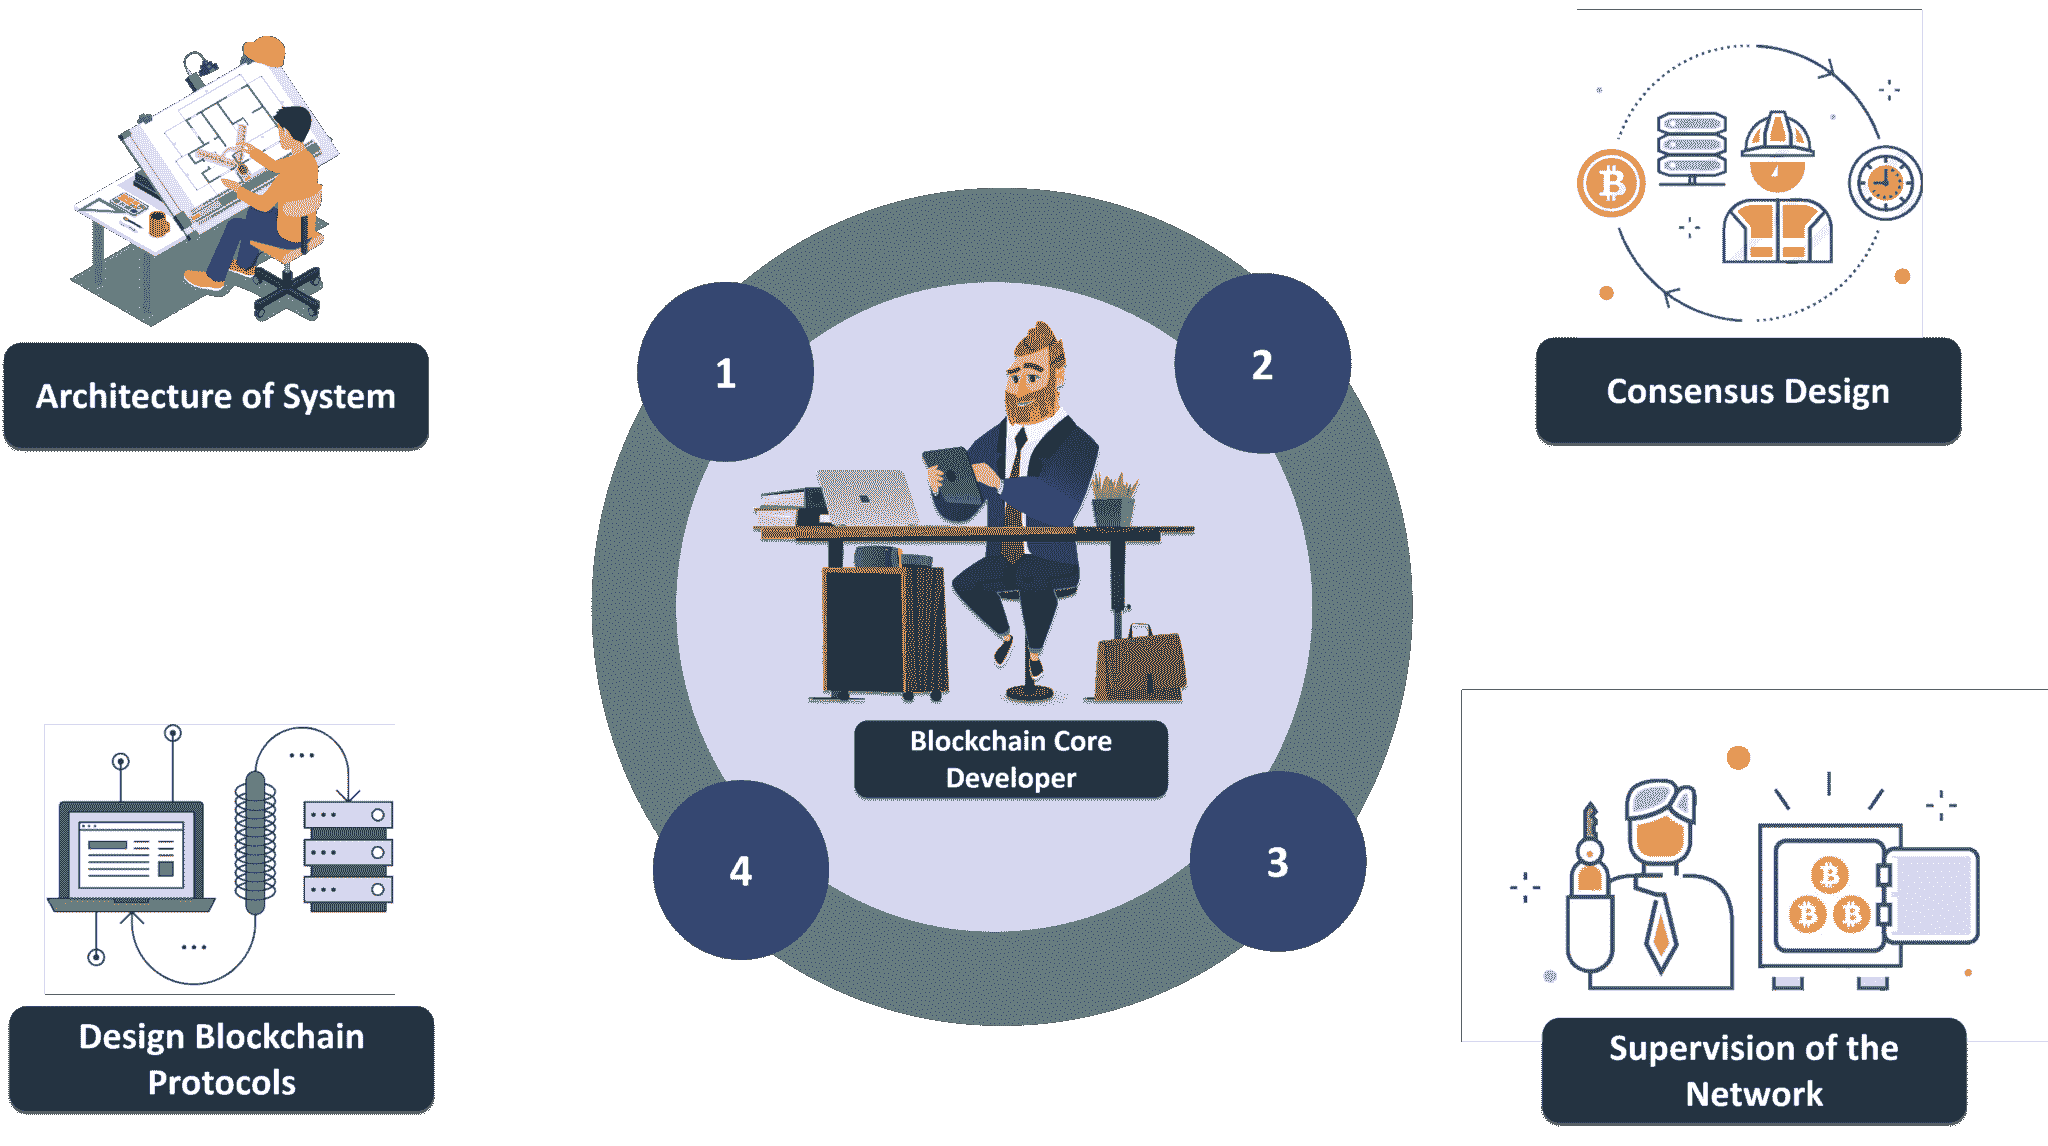 Architecture of System
1
2
Consensus Design
Blockchain Core
Developer
4
3
Design Blockchain
Protocols
Supervision of the
Network